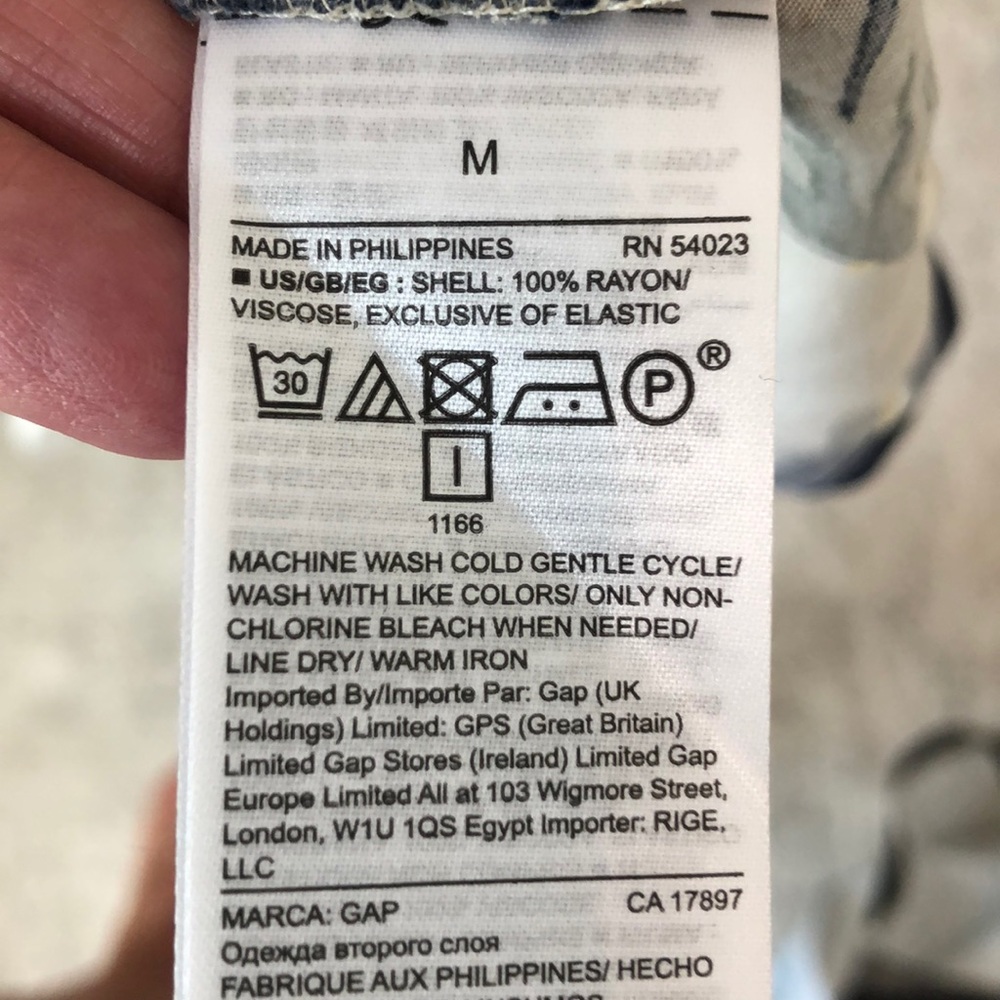 M
MADE IN PHILIPPINES RN 54023
■ US/GB/EG : SHELL: 100% RAYON/
VISCOSE, EXCLUSIVE OF ELASTIC
30 P ®
1166
MACHINE WASH COLD GENTLE CYCLE/
WASH WITH LIKE COLORS/ ONLY NON-
CHLORINE BLEACH WHEN NEEDED/
LINE DRY/ WARM IRON
Imported By/Importe Par: Gap (UK
Holdings) Limited: GPS (Great Britain)
Limited Gap Stores (Ireland) Limited Gap
Europe Limited All at 103 Wigmore Street,
London, W1U 1QS Egypt Importer: RIGE,
LLC
MARCA: GAP CA 17897
Одежда второго слоя
FABRIQUE AUX PHILIPPINES/ HECHO